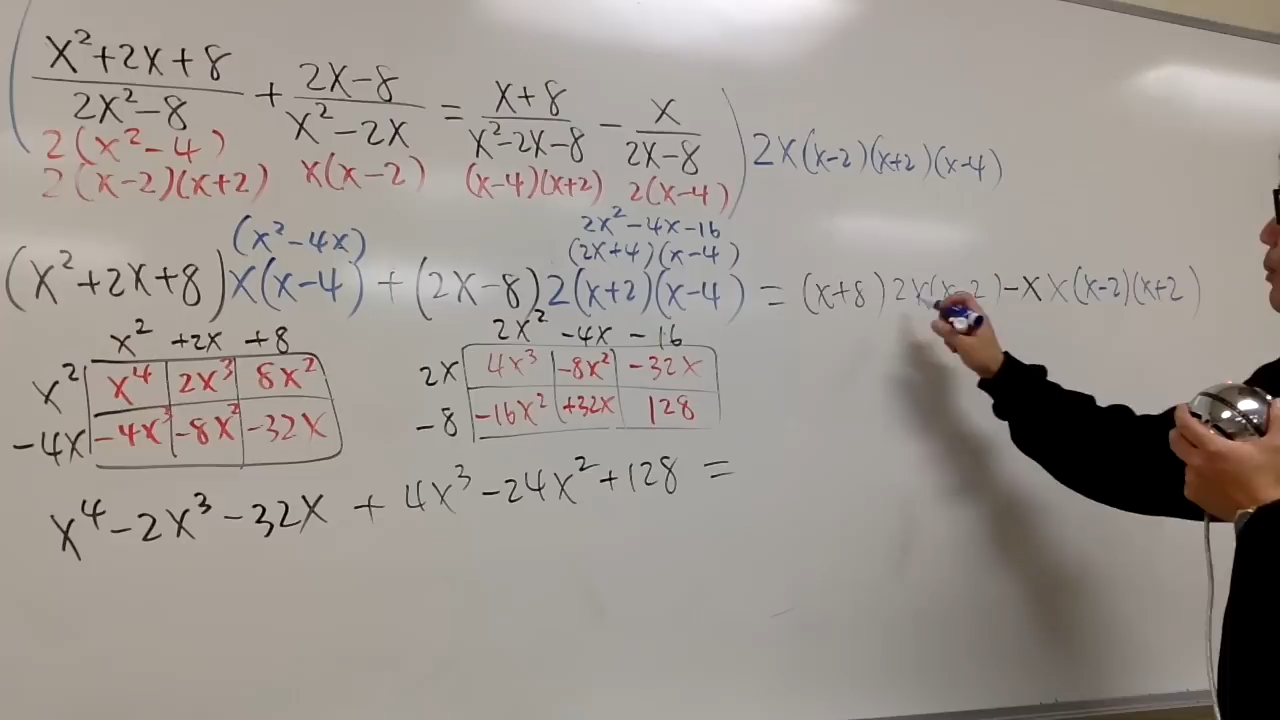 (x²+2x+8)/(2x²-8) + (2x-8)/(x²-2x) = (x+8)/(x²-2x-8) - x/(2x-8) ) 2x(x-2)(x+2)(x-4)
2(x²-4)
2(x-2)(x+2) x(x-2) (x-4)(x+2) 2(x-4)
2x²-4x-16
(x²-4x) (2x+4)(x-4)
(x²+2x+8)x(x-4) + (2x-8)2(x+2)(x-4) = (x+8)2x(x-2) - x x(x-2)(x+2)
x² +2x +8 2x² -4x -16
x² x⁴ 2x³ 8x² 2x 4x³ -8x² -32x
-4x -4x³ -8x² -32x -8 -16x² +32x 128
x⁴ - 2x³ - 32x + 4x³ - 24x² + 128 =